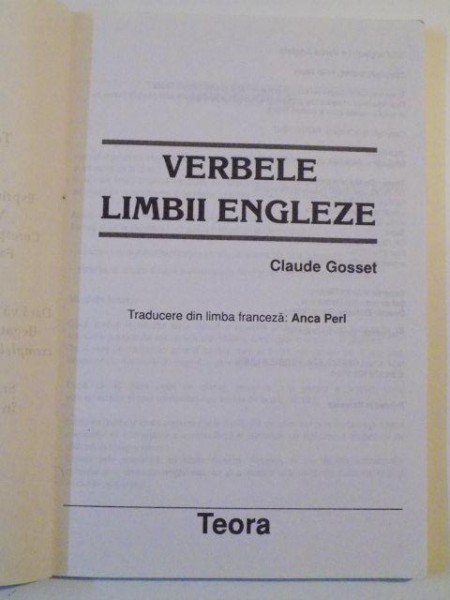 VERBELE
LIMBII ENGLEZE
Claude Gosset
Traducere din limba franceză: Anca Perl
Teora